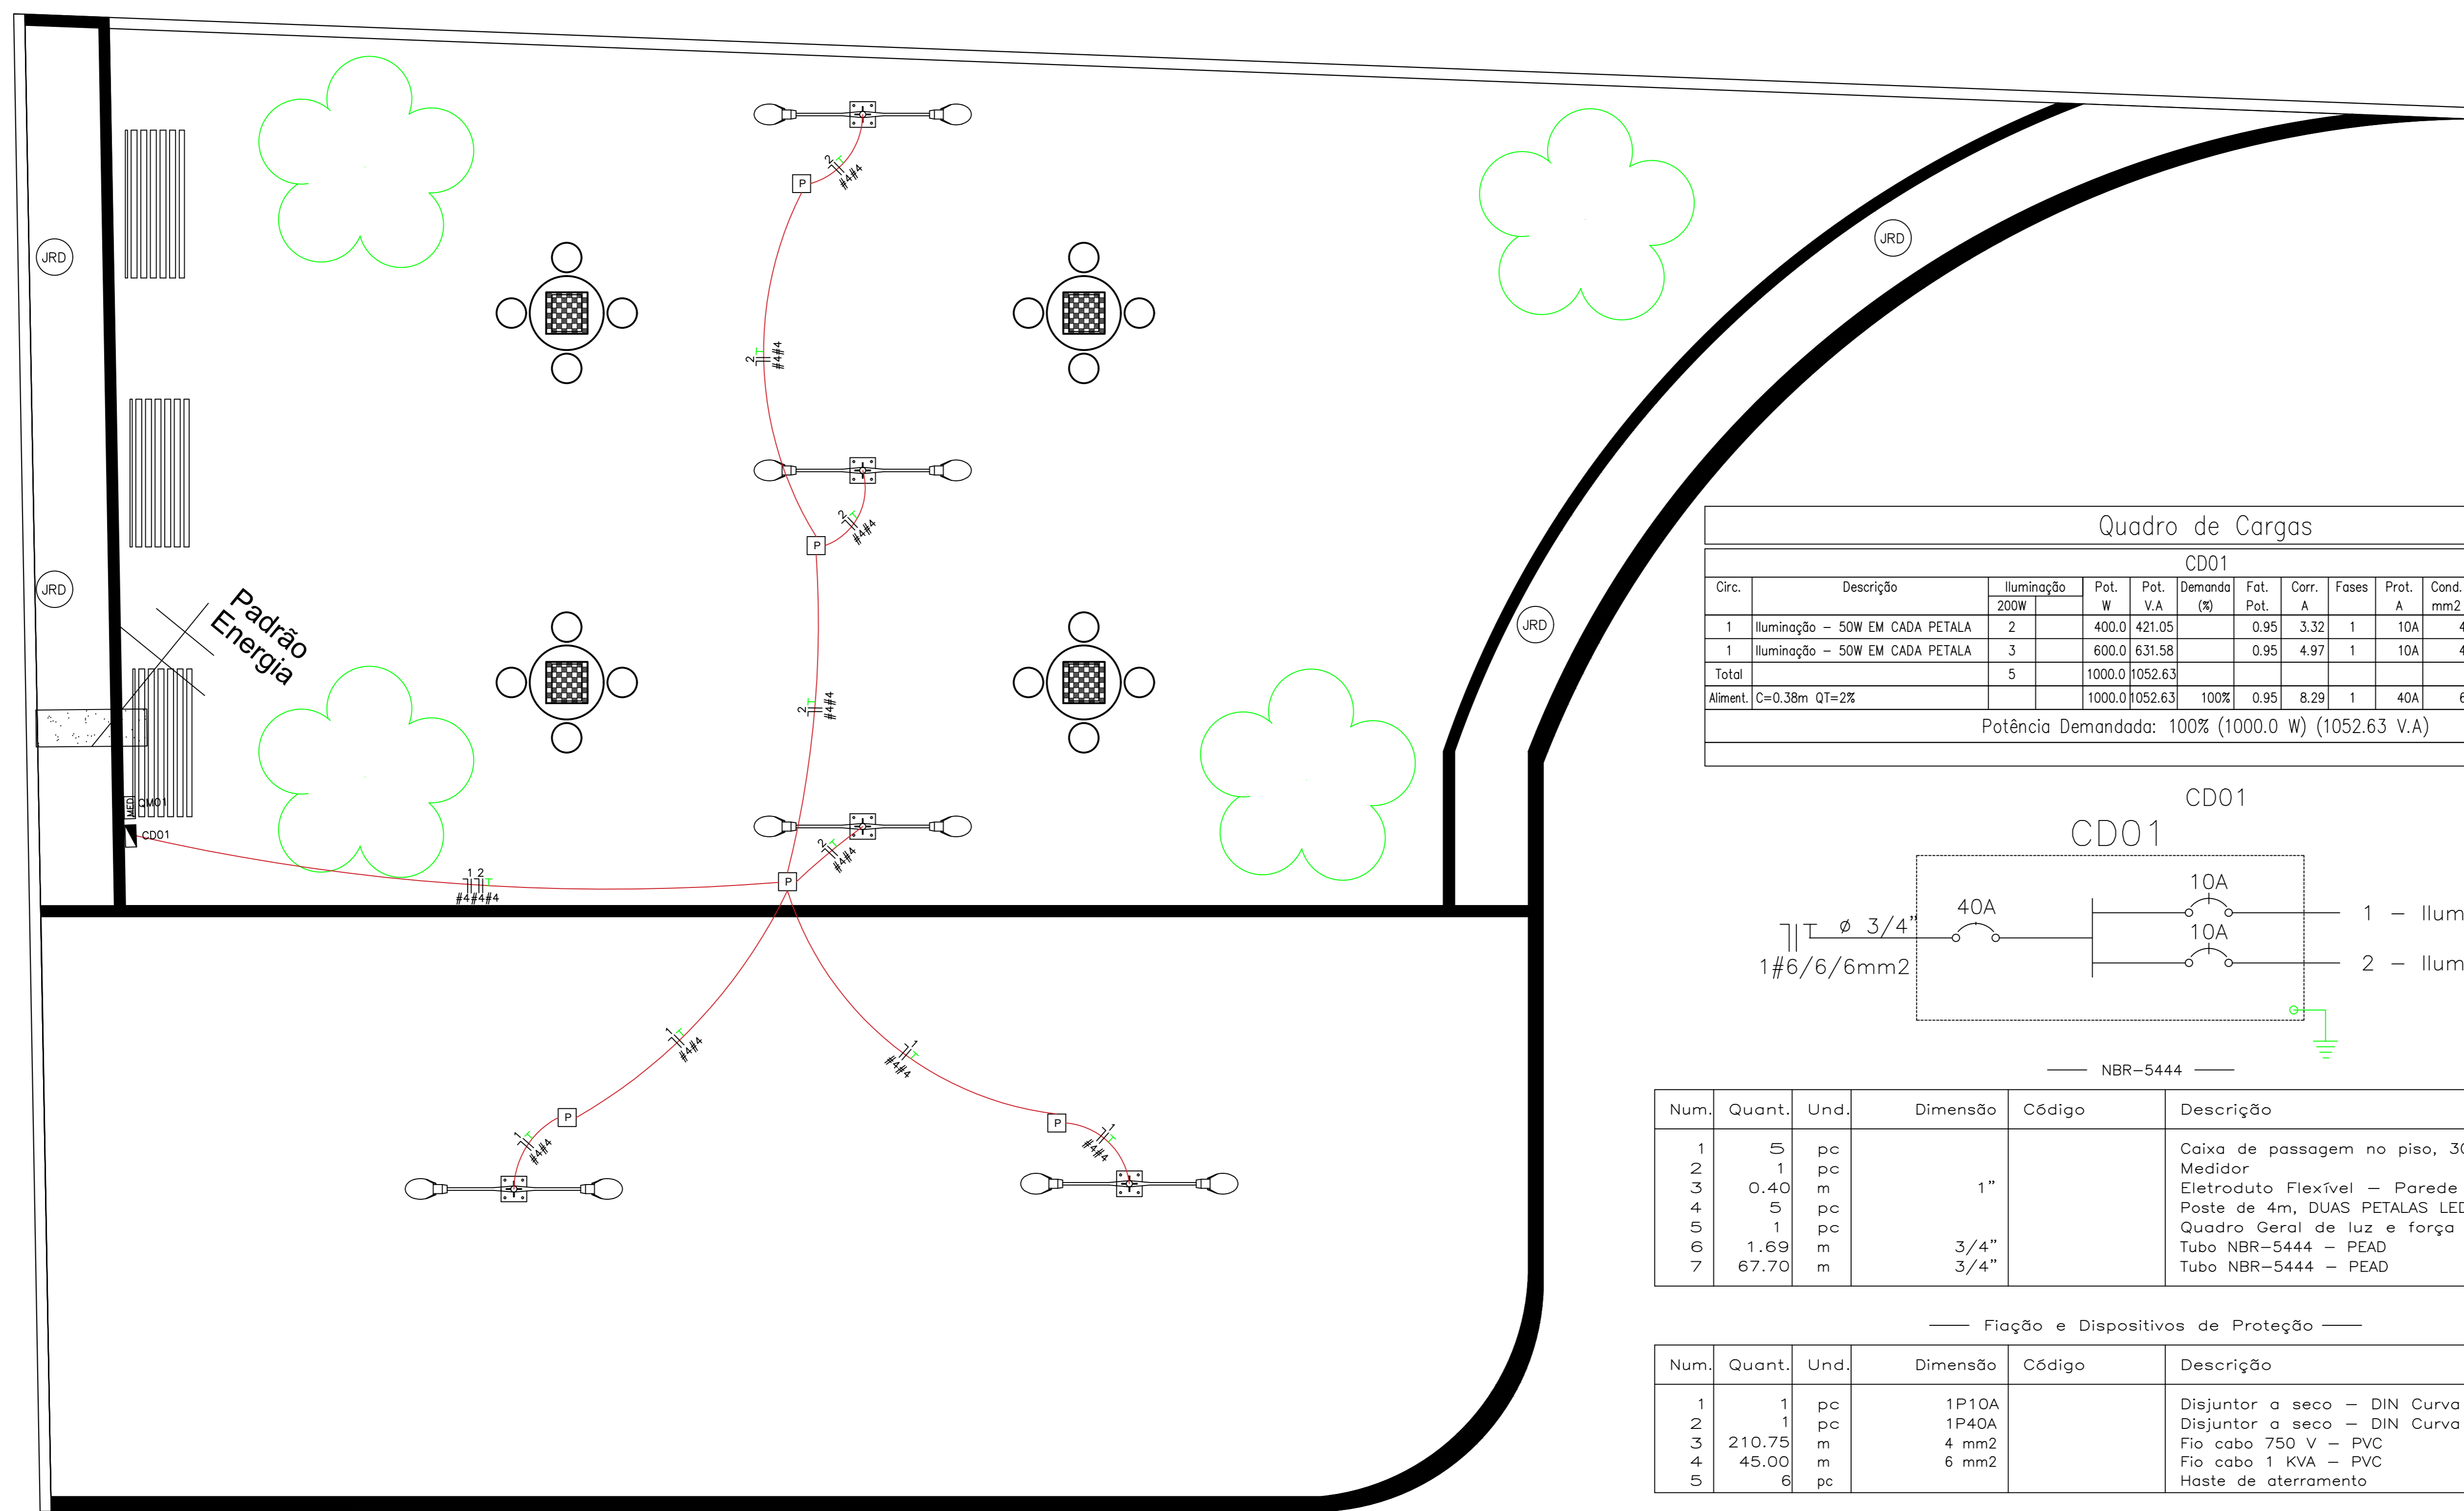 2
#4#4
P
JRD
JRD
2
#4#4
2
#4#4
P
JRD
Padrão
Energia
JRD
2
#4#4
MED
QM01
CD01
2
#4#4
P
1 2
#4#4#4
1
#4#4
1
#4#4
P
P
1
#4#4
1
#4#4
Quadro de Cargas
CD01
Circ. Descrição Iluminação Pot. Pot. Demanda Fat. Corr. Fases Prot. Cond.
200W W V.A (%) Pot. A A mm2
1 Iluminação – 50W EM CADA PETALA 2 400.0 421.05 0.95 3.32 1 10A 4
1 Iluminação – 50W EM CADA PETALA 3 600.0 631.58 0.95 4.97 1 10A 4
Total 5 1000.0 1052.63
Aliment. C=0.38m QT=2% 1000.0 1052.63 100% 0.95 8.29 1 40A 6
Potência Demandada: 100% (1000.0 W) (1052.63 V.A)
CD01
CD01
10A
40A
1 – Ilum
ø 3/4"
10A
1#6/6/6mm2
2 – Ilum
NBR–5444
Num. Quant. Und. Dimensão Código Descrição
1 5 pc Caixa de passagem no piso, 30
2 1 pc Medidor
3 0.40 m 1" Eletroduto Flexível – Parede
4 5 pc Poste de 4m, DUAS PETALAS LED
5 1 pc Quadro Geral de luz e força
6 1.69 m 3/4" Tubo NBR–5444 – PEAD
7 67.70 m 3/4" Tubo NBR–5444 – PEAD
Fiação e Dispositivos de Proteção
Num. Quant. Und. Dimensão Código Descrição
1 1 pc 1P10A Disjuntor a seco – DIN Curva
2 1 pc 1P40A Disjuntor a seco – DIN Curva
3 210.75 m 4 mm2 Fio cabo 750 V – PVC
4 45.00 m 6 mm2 Fio cabo 1 KVA – PVC
5 6 pc Haste de aterramento